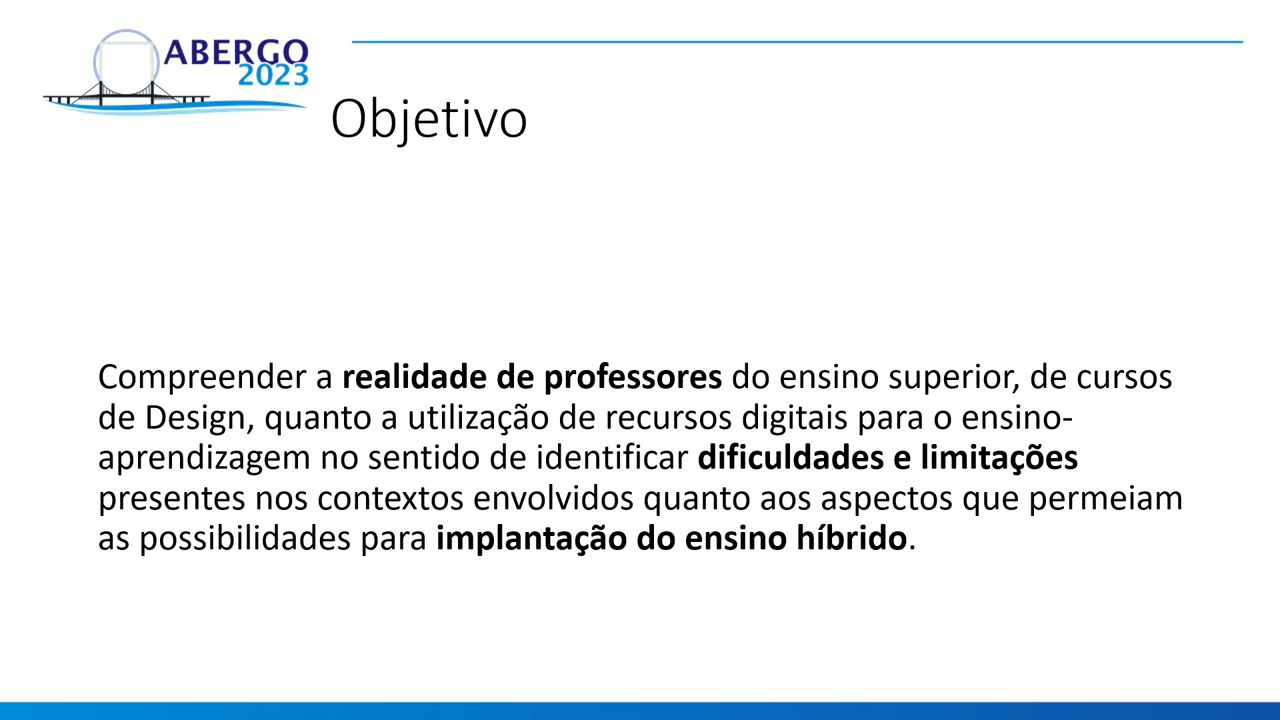 ABERGO
2023
Objetivo
Compreender a realidade de professores do ensino superior, de cursos
de Design, quanto a utilização de recursos digitais para o ensino-
aprendizagem no sentido de identificar dificuldades e limitações
presentes nos contextos envolvidos quanto aos aspectos que permeiam
as possibilidades para implantação do ensino híbrido.